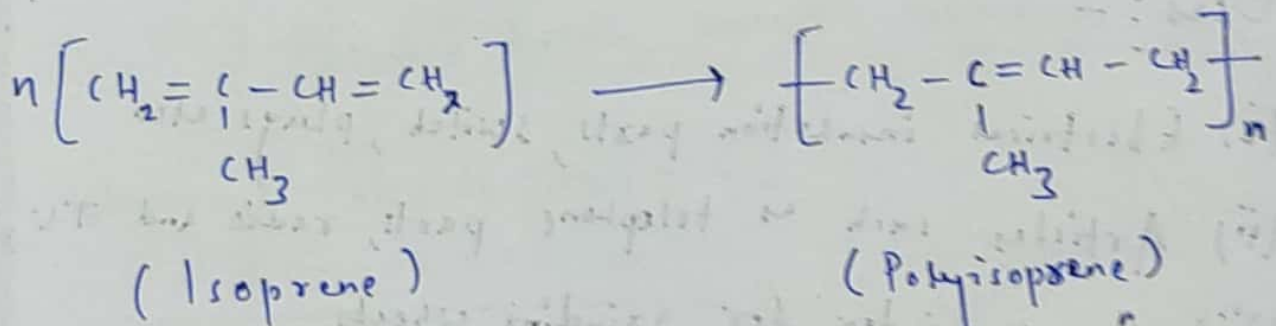 n[CH₂ = C - CH = CH₂] ⟶ [-CH₂ - C = CH - CH₂-]ₙ
| |
CH₃ CH₃
(Isoprene) (Polyisoprene)